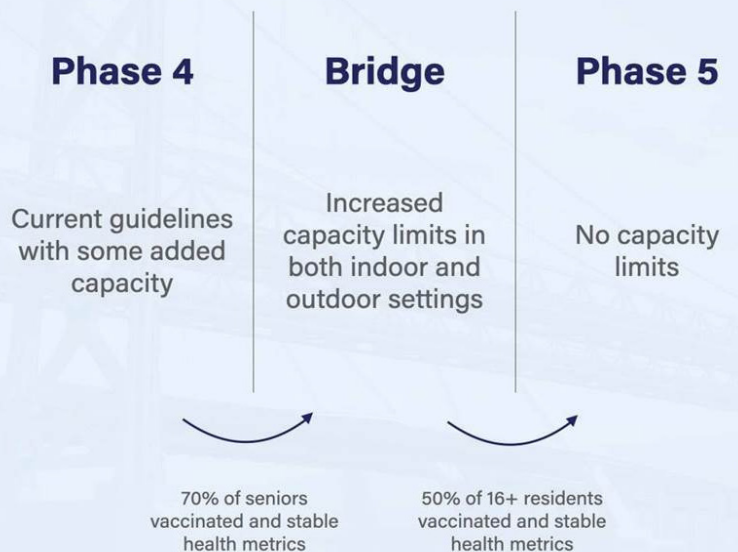 Phase 4
Current guidelines
with some added
capacity
Bridge
Increased
capacity limits in
both indoor and
outdoor settings
Phase 5
No capacity
limits
70% of seniors
vaccinated and stable
health metrics
50% of 16+ residents
vaccinated and stable
health metrics